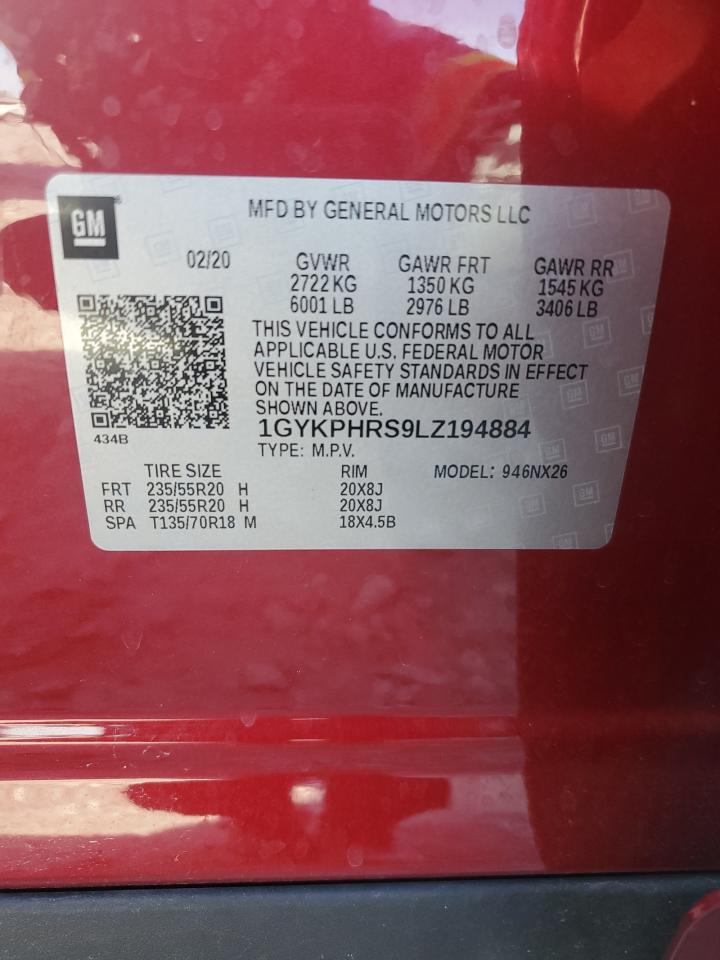 GM
MFD BY GENERAL MOTORS LLC
02/20 GVWR GAWR FRT GAWR RR
2722 KG 1350 KG 1545 KG
6001 LB 2976 LB 3406 LB
THIS VEHICLE CONFORMS TO ALL
APPLICABLE U.S. FEDERAL MOTOR
VEHICLE SAFETY STANDARDS IN EFFECT
ON THE DATE OF MANUFACTURE
SHOWN ABOVE.
1GYKPHRS9LZ194884
434B
TYPE: M.P.V.
TIRE SIZE RIM MODEL: 946NX26
FRT 235/55R20 H 20X8J
RR 235/55R20 H 20X8J
SPA T135/70R18 M 18X4.5B